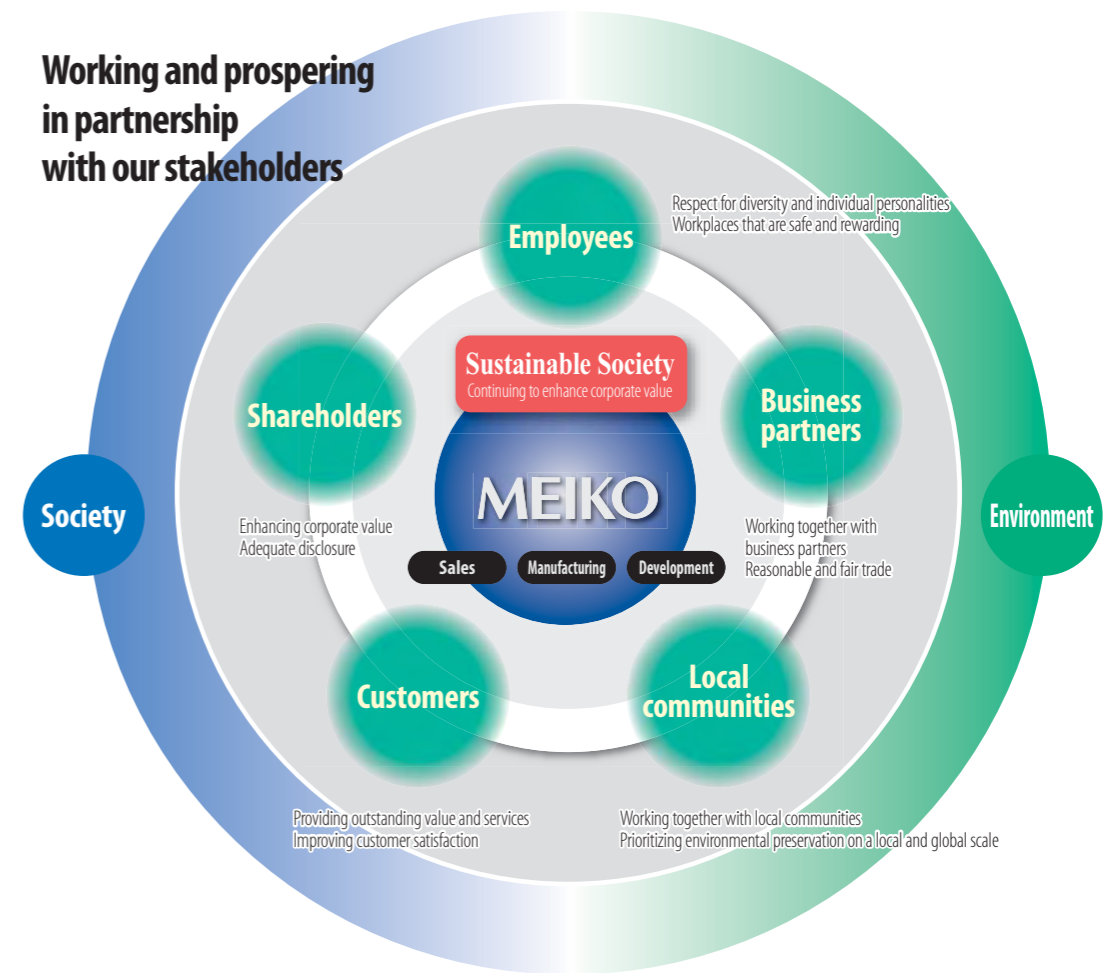 Working and prospering
in partnership
with our stakeholders
Employees
Respect for diversity and individual personalities
Workplaces that are safe and rewarding
Sustainable Society
Continuing to enhance corporate value
Shareholders
Enhancing corporate value
Adequate disclosure
Business
partners
Working together with
business partners
Reasonable and fair trade
MEIKO
Sales
Manufacturing
Development
Society
Environment
Customers
Providing outstanding value and services
Improving customer satisfaction
Local
communities
Working together with local communities
Prioritizing environmental preservation on a local and global scale